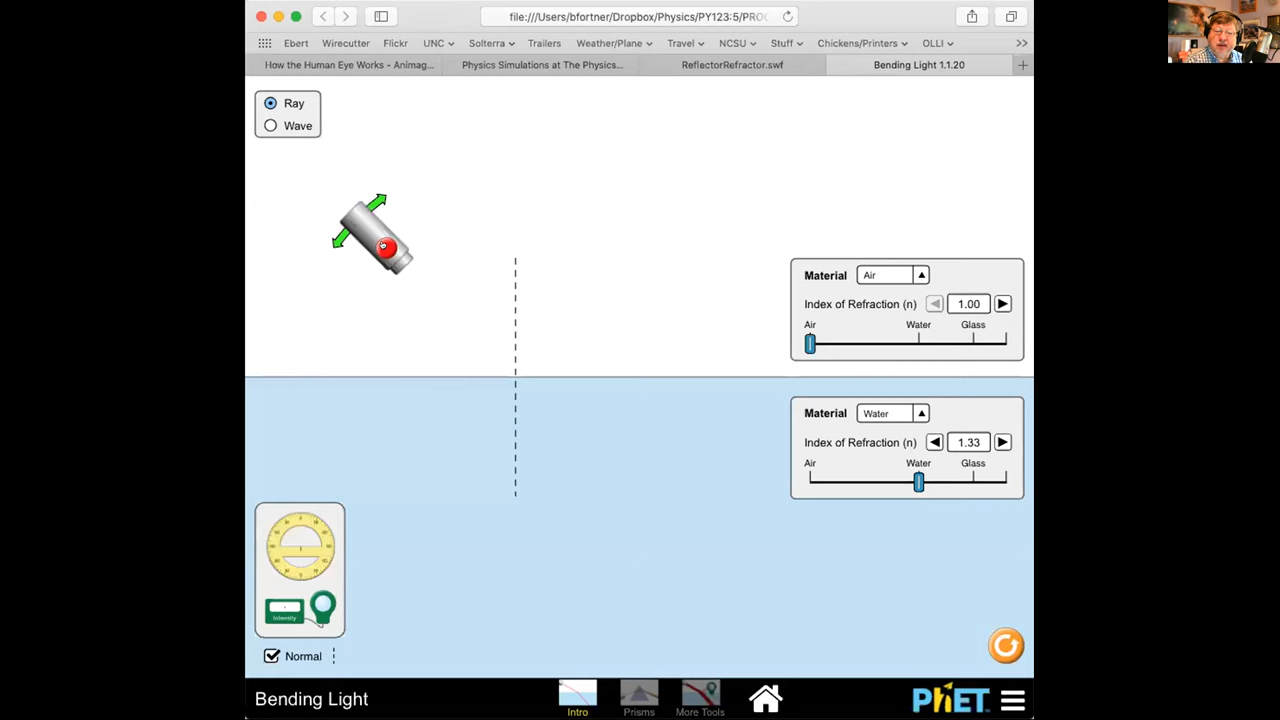 file:///Users/bfortner/Dropbox/Physics/PY123:5/PRO
Ebert Wirecutter Flickr UNC Solterra Trailers Weather/Plane Travel NCSU Stuff Chickens/Printers OLLI
How the Human Eye Works - Animag... Physics Simulations at The Physics... ReflectorRefractor.swf Bending Light 1.1.20
Ray
Wave
Material Air
Index of Refraction (n) 1.00
Air Water Glass
Material Water
Index of Refraction (n) 1.33
Air Water Glass
Intensity
Normal
Bending Light
Intro Prisms More Tools
PhET